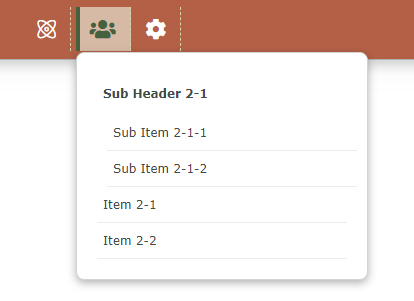 Sub Header 2-1
Sub Item 2-1-1
Sub Item 2-1-2
Item 2-1
Item 2-2